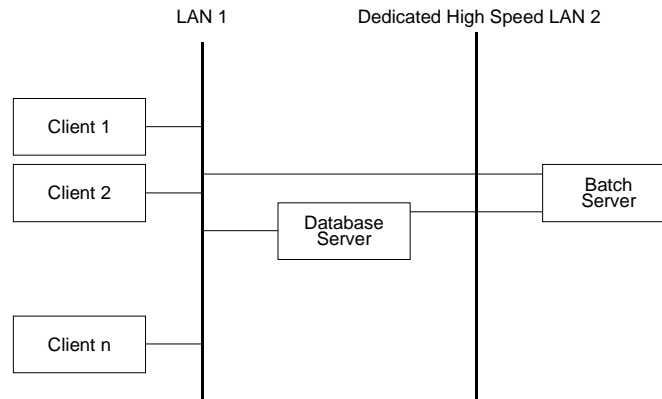 LAN 1
Dedicated High Speed LAN 2
Client 1
Client 2
Batch
Server
Database
Server
Client n